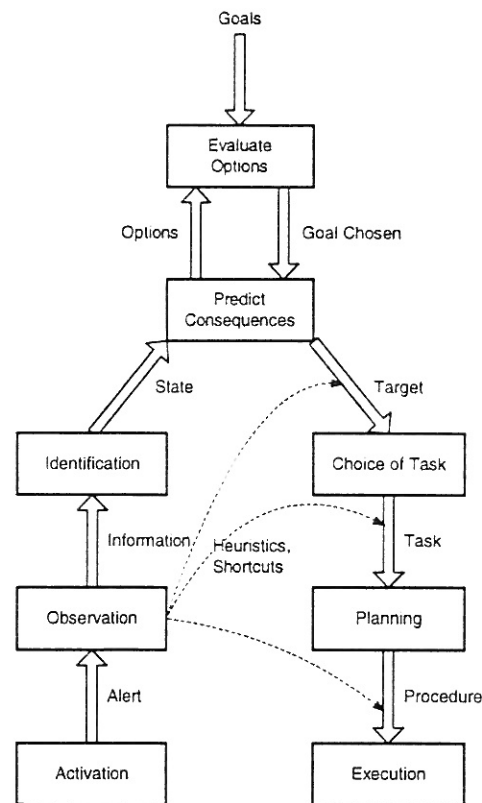 Goals
Evaluate
Options
Options
Goal Chosen
Predict
Consequences
State
Target
Identification
Choice of Task
Information
Heuristics,
Shortcuts
Task
Observation
Planning
Alert
Procedure
Activation
Execution